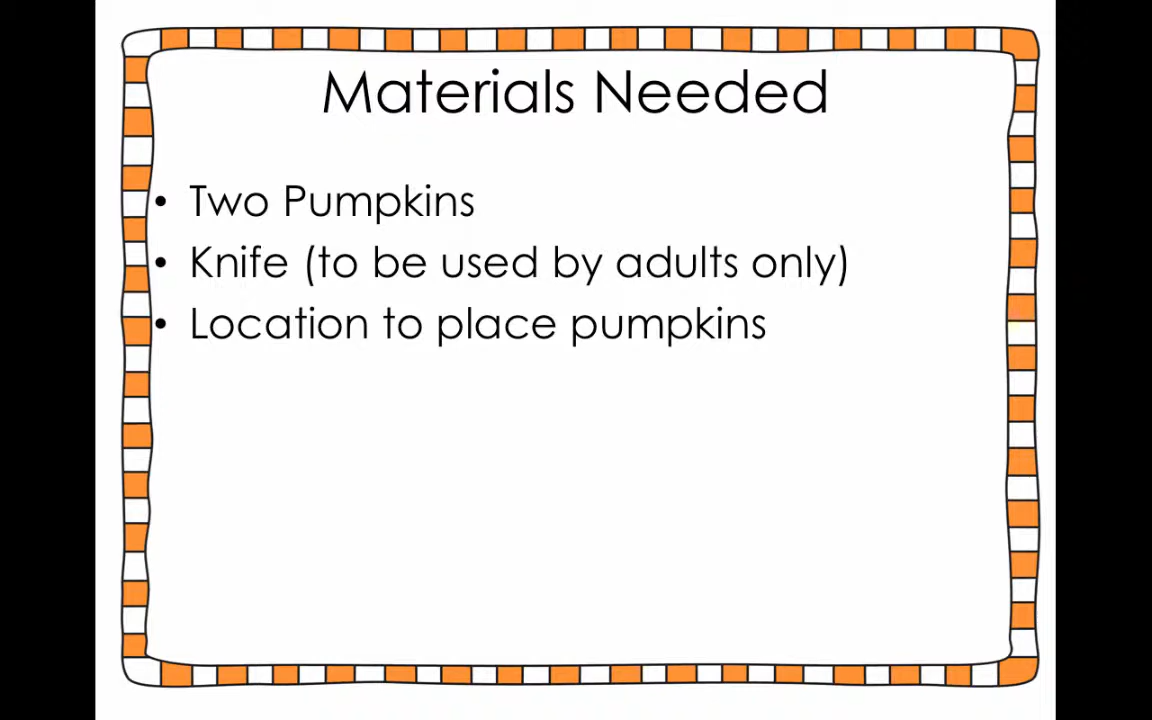 Materials Needed
• Two Pumpkins
• Knife (to be used by adults only)
• Location to place pumpkins